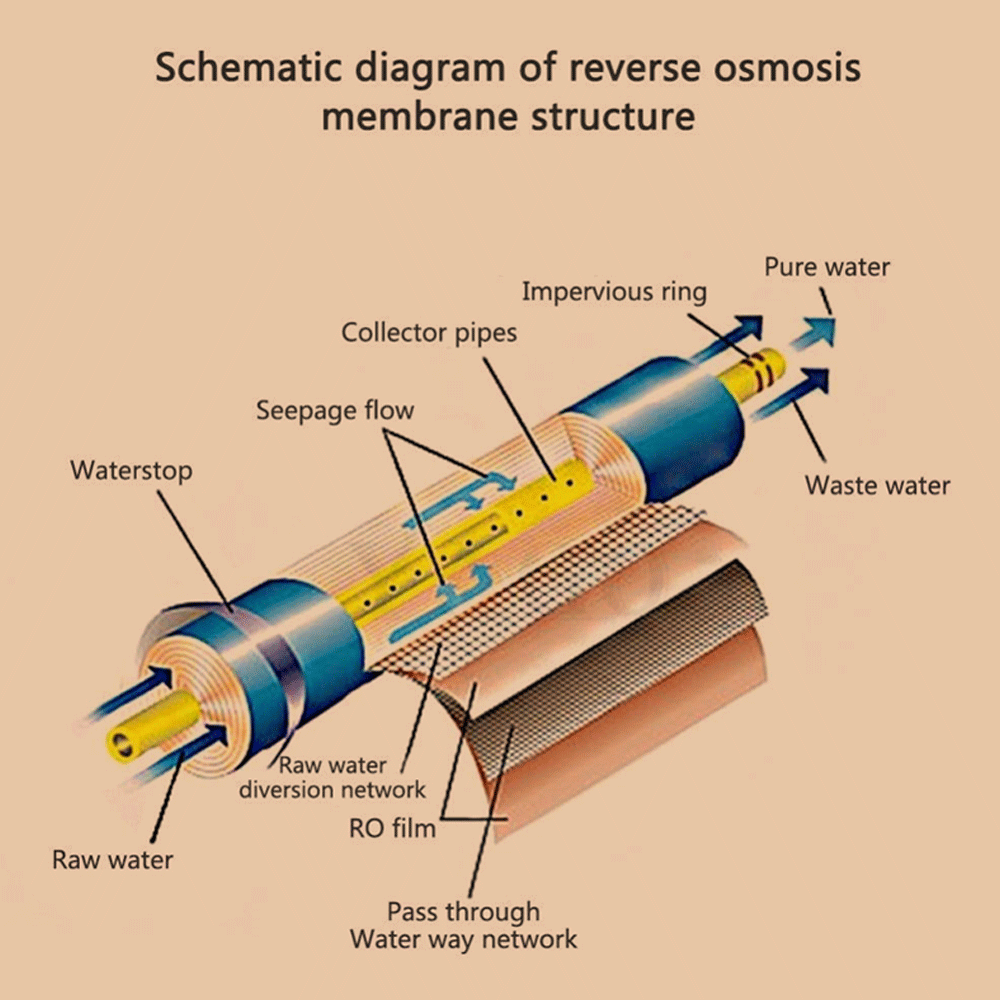 Schematic diagram of reverse osmosis
membrane structure
Pure water
Impervious ring
Collector pipes
Seepage flow
Waterstop
Waste water
Raw water
diversion network
RO film
Raw water
Pass through
Water way network